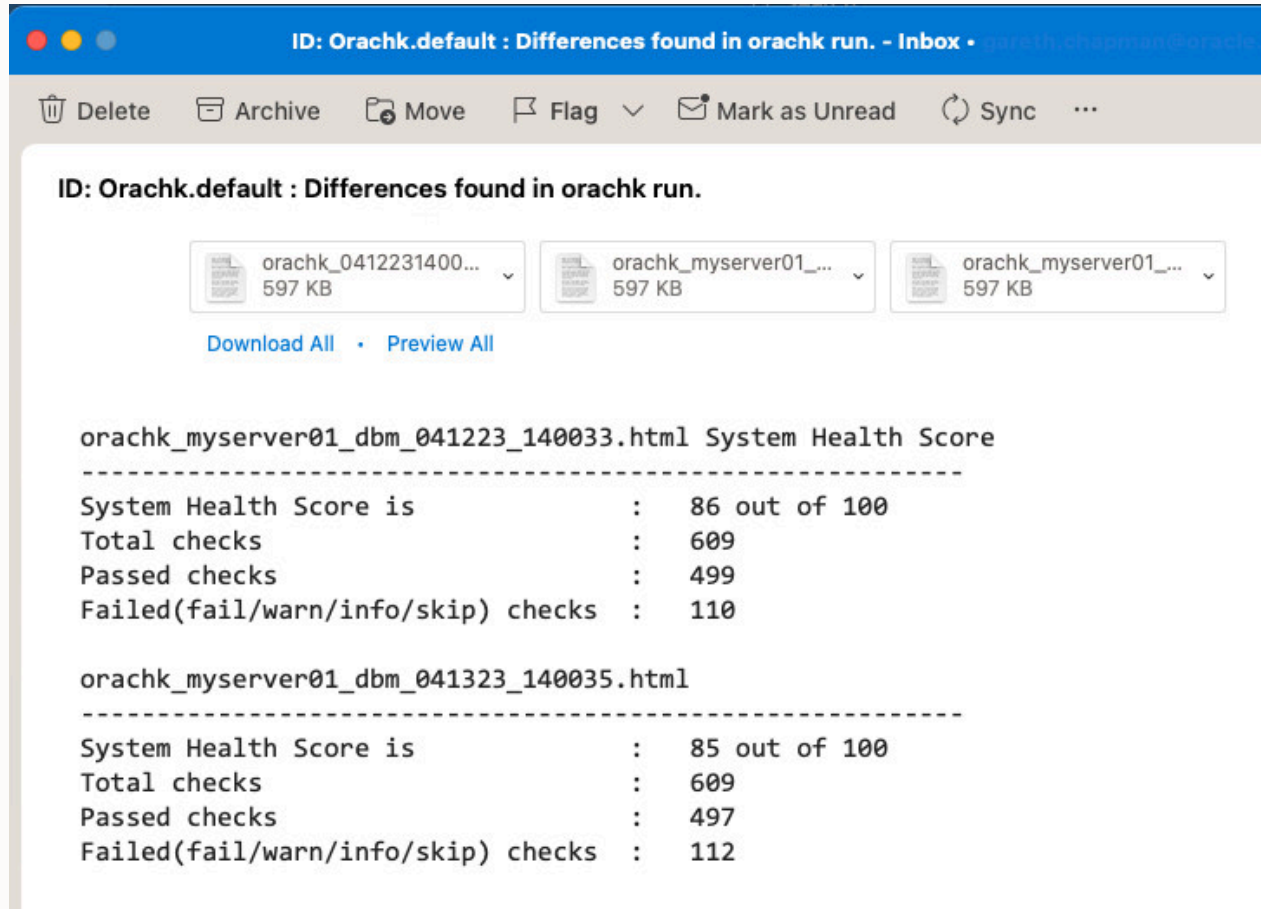 ID: Orachk.default : Differences found in orachk run. - Inbox • gareth.chapman@oracle.
Delete Archive Move Flag Mark as Unread Sync ...
ID: Orachk.default : Differences found in orachk run.
orachk_0412231400... orachk_myserver01_... orachk_myserver01_...
597 KB 597 KB 597 KB
Download All • Preview All
orachk_myserver01_dbm_041223_140033.html System Health Score
----------------------------------------------------------
System Health Score is : 86 out of 100
Total checks : 609
Passed checks : 499
Failed(fail/warn/info/skip) checks : 110
orachk_myserver01_dbm_041323_140035.html
----------------------------------------------------------
System Health Score is : 85 out of 100
Total checks : 609
Passed checks : 497
Failed(fail/warn/info/skip) checks : 112